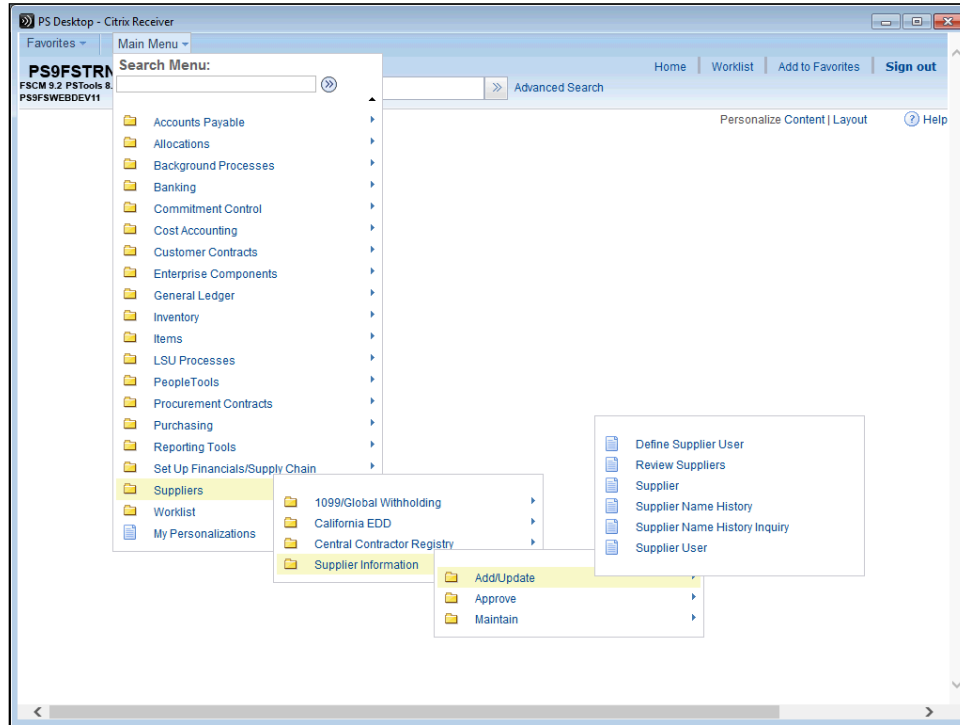 PS Desktop - Citrix Receiver
Favorites Main Menu
PS9FSTRN
FSCM 9.2 PSTools 8.
PS9FSWEBDEV11
Home Worklist Add to Favorites Sign out
Search Menu:
Advanced Search
Personalize Content | Layout ? Help
Accounts Payable
Allocations
Background Processes
Banking
Commitment Control
Cost Accounting
Customer Contracts
Enterprise Components
General Ledger
Inventory
Items
LSU Processes
PeopleTools
Procurement Contracts
Purchasing
Reporting Tools
Set Up Financials/Supply Chain
Suppliers
Worklist
My Personalizations
1099/Global Withholding
California EDD
Central Contractor Registry
Supplier Information
Add/Update
Approve
Maintain
Define Supplier User
Review Suppliers
Supplier
Supplier Name History
Supplier Name History Inquiry
Supplier User